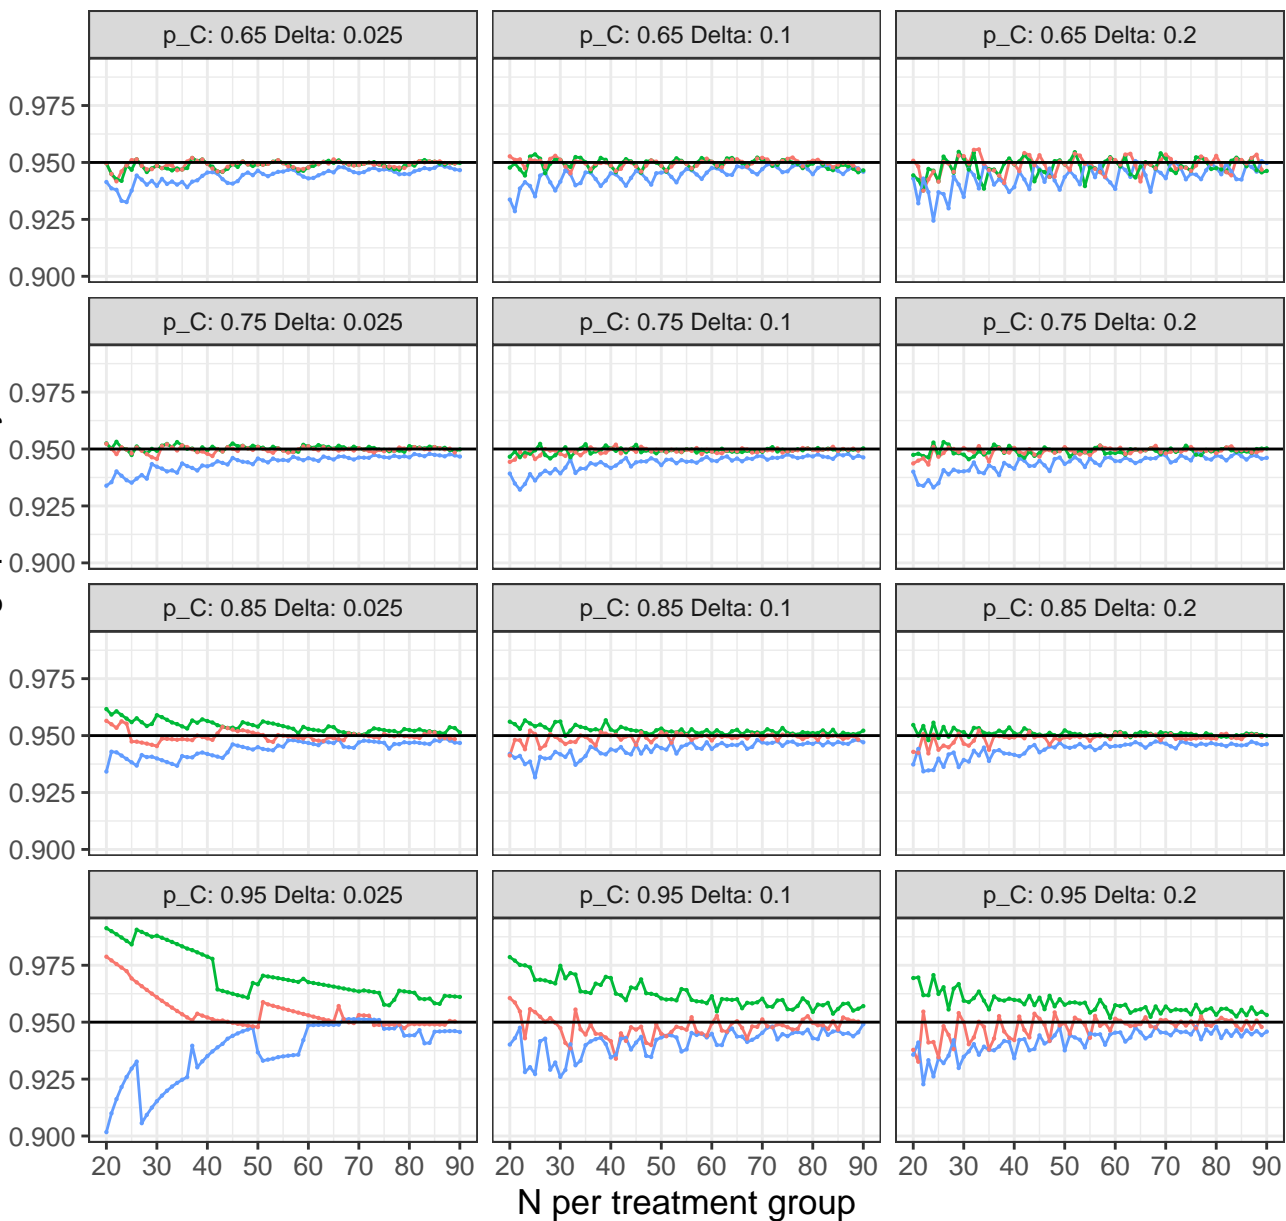 p_C: 0.65 Delta: 0.025
p_C: 0.65 Delta: 0.1
p_C: 0.65 Delta: 0.2
0.975
0.950
0.925
0.900
p_C: 0.75 Delta: 0.025
p_C: 0.75 Delta: 0.1
p_C: 0.75 Delta: 0.2
0.975
0.950
0.925
0.900
p_C: 0.85 Delta: 0.025
p_C: 0.85 Delta: 0.1
p_C: 0.85 Delta: 0.2
0.975
0.950
0.925
0.900
p_C: 0.95 Delta: 0.025
p_C: 0.95 Delta: 0.1
p_C: 0.95 Delta: 0.2
0.975
0.950
0.925
0.900
20 30 40 50 60 70 80 90
20 30 40 50 60 70 80 90
20 30 40 50 60 70 80 90
N per treatment group